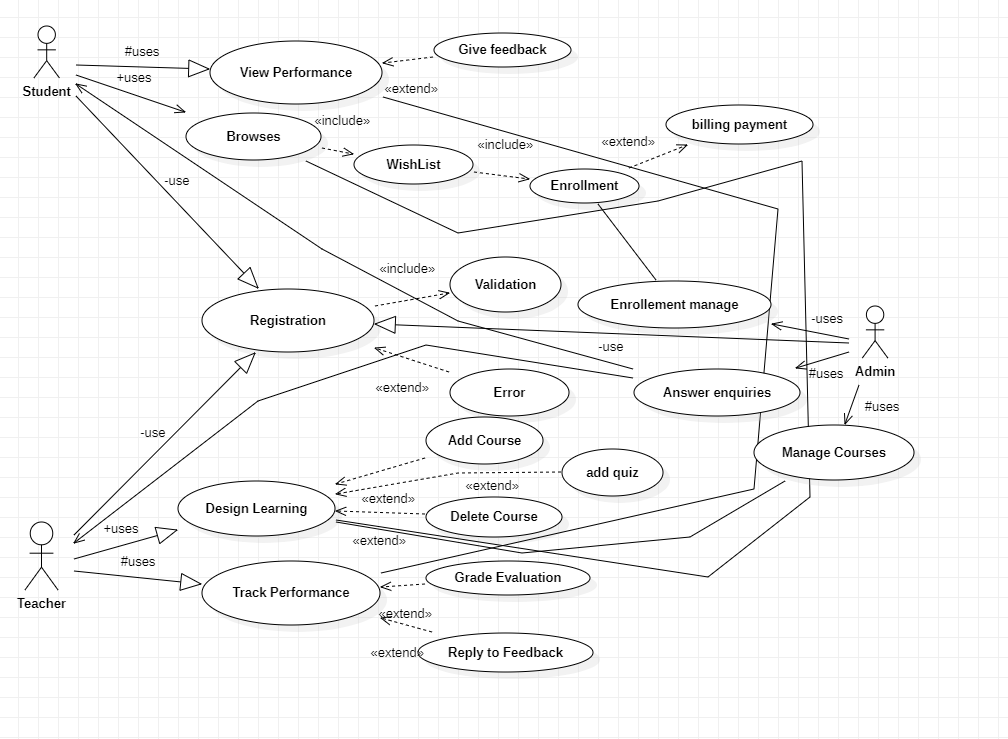 #uses
Give feedback
View Performance
+uses
Student
«extend»
«include»
billing payment
Browses
«include»
«extend»
WishList
-use
Enrollment
«include»
Validation
Enrollement manage
Registration
-uses
-use
Admin
#uses
«extend»
Error
Answer enquiries
#uses
-use
Add Course
Manage Courses
add quiz
«extend»
«extend»
Design Learning
Delete Course
+uses
«extend»
#uses
Grade Evaluation
Track Performance
Teacher
«extend»
«extend»
Reply to Feedback